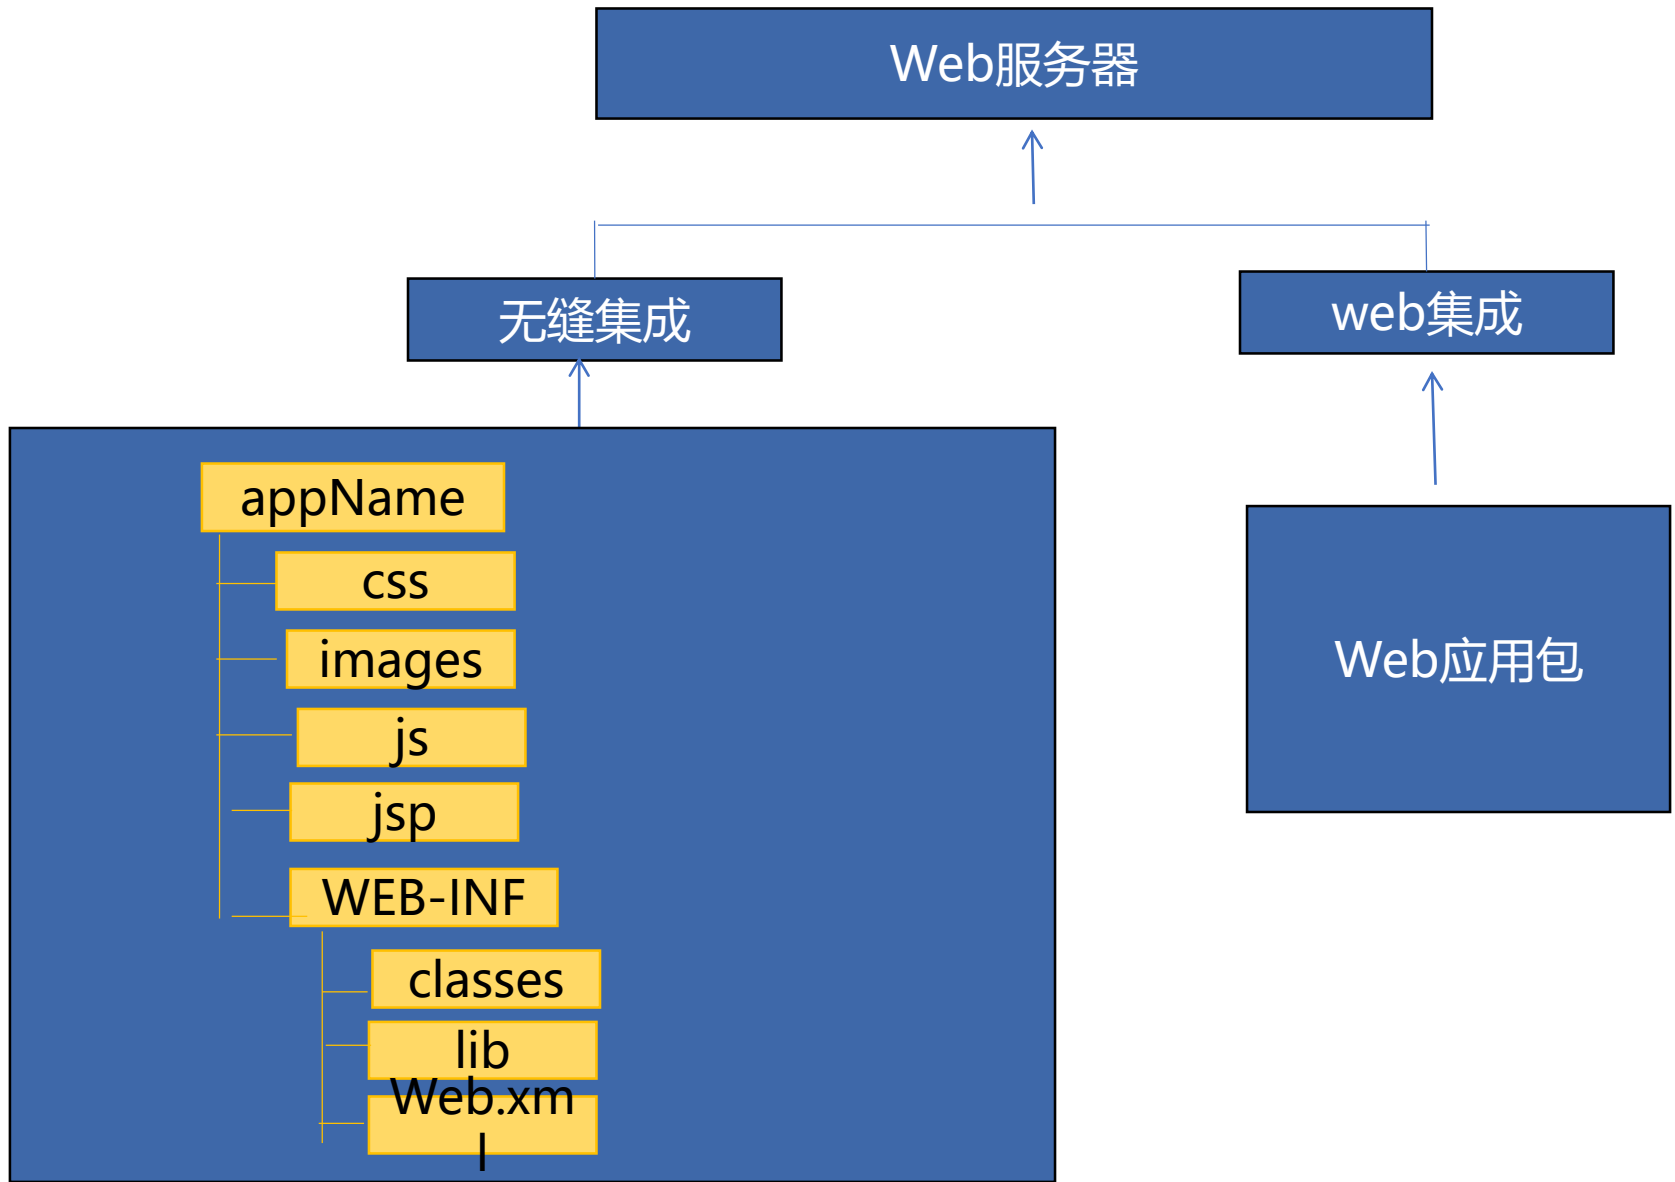 Web服务器
无缝集成
web集成
appName
css
images
js
jsp
WEB-INF
classes
lib
Web.xm
l
Web应用包